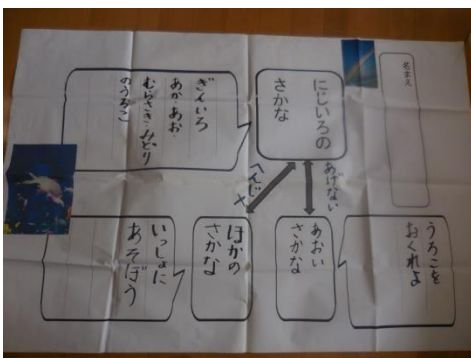 名まえ
うろこを
おくれよ
あおい
さかな
あげない
にじいろの
さかな
へんじ×
ほかの
さかな
いっしょに
あそぼう
ぎんいろ
あか・あお・
むらさき・みどり
のうろこ